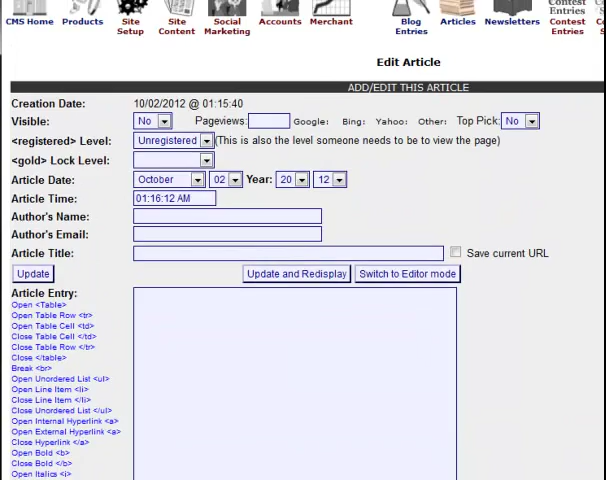 Contest
Entries
CMS Home Products Site Setup Site Content Social Marketing Accounts Merchant Blog Entries Articles Newsletters Contest Entries
Edit Article
ADD/EDIT THIS ARTICLE
Creation Date: 10/02/2012 @ 01:15:40
Visible: No Pageviews: Google: Bing: Yahoo: Other: Top Pick: No
<registered> Level: Unregistered (This is also the level someone needs to be to view the page)
<gold> Lock Level:
Article Date: October 02 Year: 20 12
Article Time: 01:16:12 AM
Author's Name:
Author's Email:
Article Title: Save current URL
Update Update and Redisplay Switch to Editor mode
Article Entry:
Open <Table>
Open Table Row <tr>
Open Table Cell <td>
Close Table Cell </td>
Close Table Row </tr>
Close </table>
Break <br>
Open Unordered List <ul>
Open Line Item <li>
Close Line Item </li>
Close Unordered List </ul>
Open Internal Hyperlink <a>
Open External Hyperlink <a>
Close Hyperlink </a>
Open Bold <b>
Close Bold </b>
Open Italics <i>